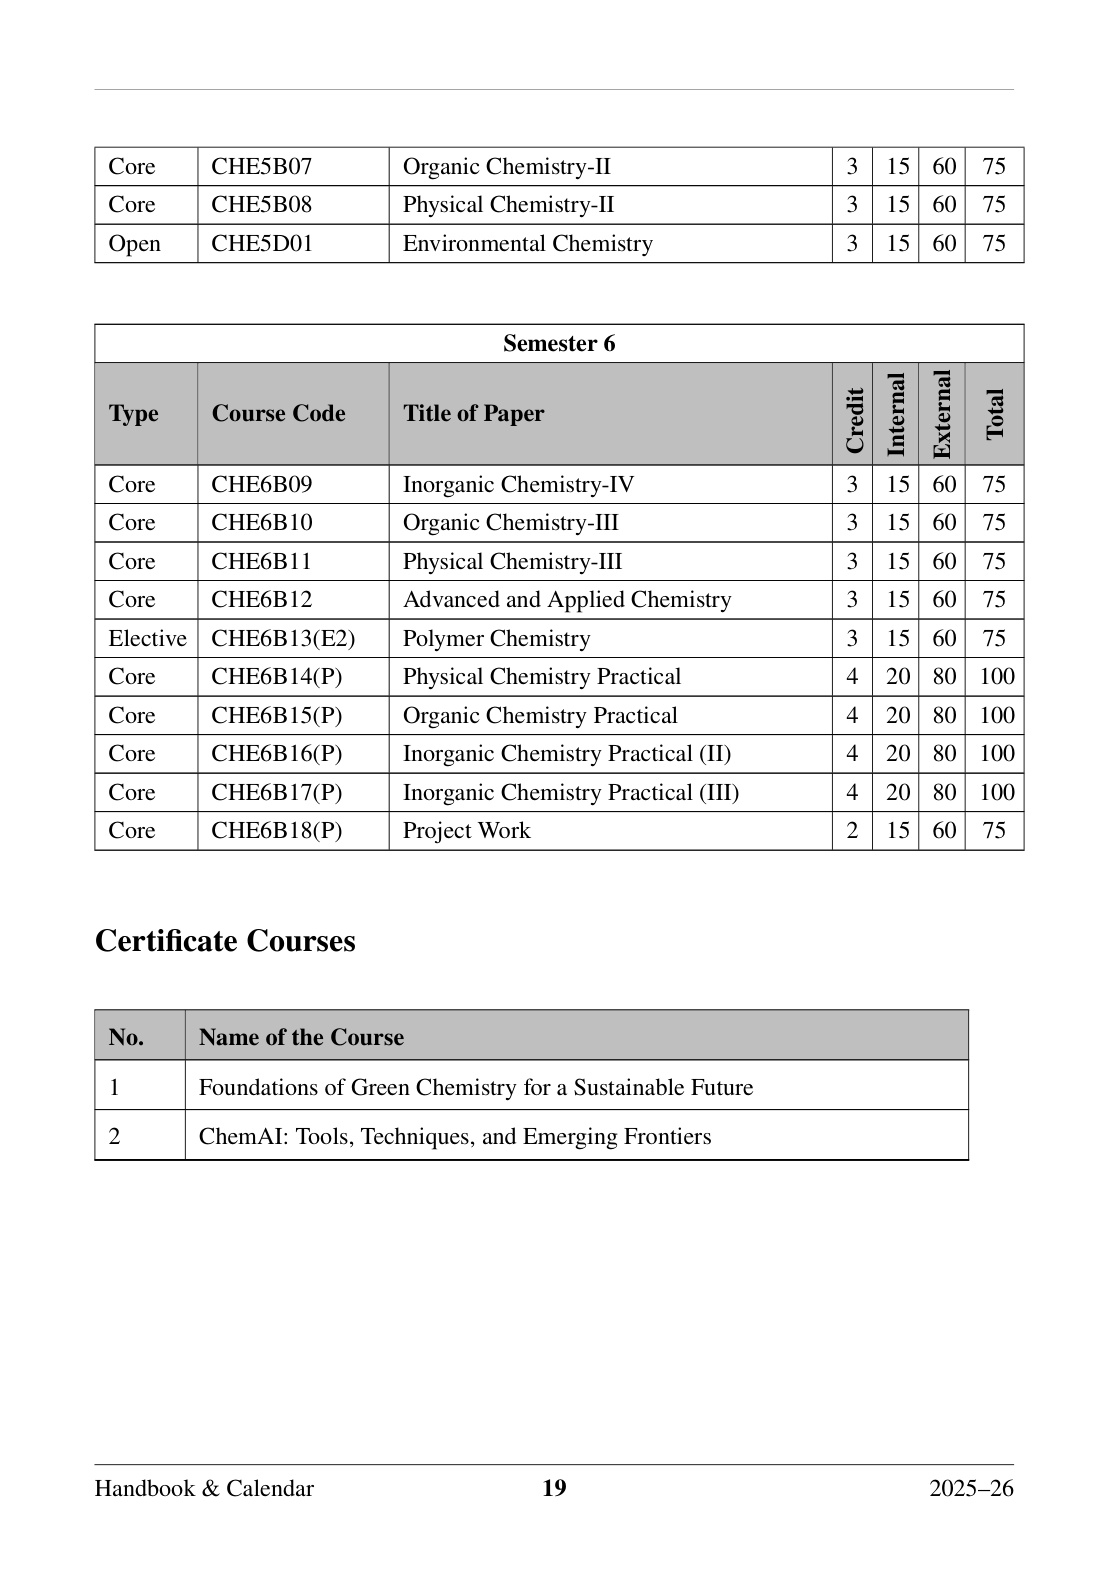 Core CHE5B07 Organic Chemistry-II 3 15 60 75
Core CHE5B08 Physical Chemistry-II 3 15 60 75
Open CHE5D01 Environmental Chemistry 3 15 60 75
Semester 6
Type Course Code Title of Paper Credit Internal External Total
Core CHE6B09 Inorganic Chemistry-IV 3 15 60 75
Core CHE6B10 Organic Chemistry-III 3 15 60 75
Core CHE6B11 Physical Chemistry-III 3 15 60 75
Core CHE6B12 Advanced and Applied Chemistry 3 15 60 75
Elective CHE6B13(E2) Polymer Chemistry 3 15 60 75
Core CHE6B14(P) Physical Chemistry Practical 4 20 80 100
Core CHE6B15(P) Organic Chemistry Practical 4 20 80 100
Core CHE6B16(P) Inorganic Chemistry Practical (II) 4 20 80 100
Core CHE6B17(P) Inorganic Chemistry Practical (III) 4 20 80 100
Core CHE6B18(P) Project Work 2 15 60 75
Certificate Courses
No. Name of the Course
1 Foundations of Green Chemistry for a Sustainable Future
2 ChemAI: Tools, Techniques, and Emerging Frontiers
Handbook & Calendar 19 2025–26